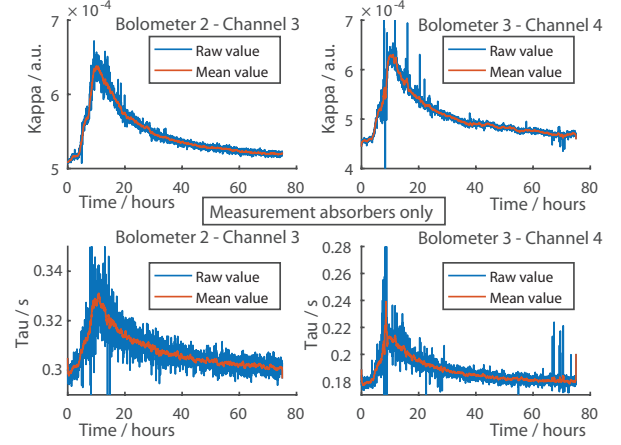 × 10⁻⁴
Bolometer 2 - Channel 3
7
6
5
Kappa / a.u.
Raw value
Mean value
0 20 40 60 80
Time / hours
× 10⁻⁴
Bolometer 3 - Channel 4
7
6
5
4
Kappa / a.u.
Raw value
Mean value
0 20 40 60 80
Time / hours
Measurement absorbers only
Bolometer 2 - Channel 3
0.34
0.32
0.3
Tau / s
Raw value
Mean value
0 20 40 60 80
Time / hours
Bolometer 3 - Channel 4
0.28
0.26
0.24
0.22
0.2
0.18
Tau / s
Raw value
Mean value
0 20 40 60 80
Time / hours